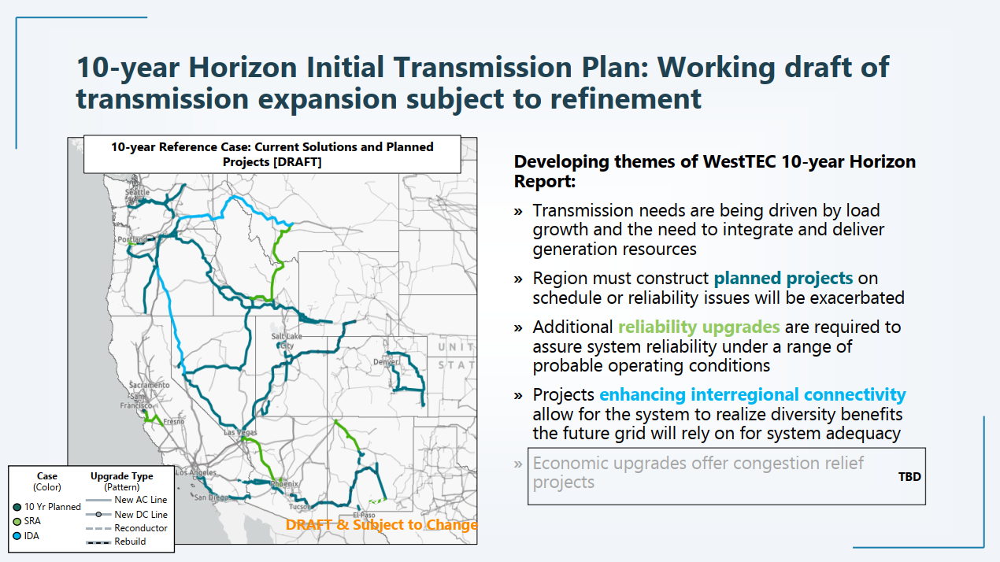 10-year Horizon Initial Transmission Plan: Working draft of
transmission expansion subject to refinement
10-year Reference Case: Current Solutions and Planned
Projects [DRAFT]
Seattle
Portland
Salt Lake
City
UNIT
STAT
Denver
Sacramento
San
Francisco
Fresno
Las Vegas
Los Angeles
Phoenix
San Diego
Tucson
El Paso
DRAFT & Subject to Change
Case
(Color)
10 Yr Planned
SRA
IDA
Upgrade Type
(Pattern)
New AC Line
New DC Line
Reconductor
Rebuild
Developing themes of WestTEC 10-year Horizon
Report:
» Transmission needs are being driven by load
growth and the need to integrate and deliver
generation resources
» Region must construct planned projects on
schedule or reliability issues will be exacerbated
» Additional reliability upgrades are required to
assure system reliability under a range of
probable operating conditions
» Projects enhancing interregional connectivity
allow for the system to realize diversity benefits
the future grid will rely on for system adequacy
» Economic upgrades offer congestion relief
projects
TBD